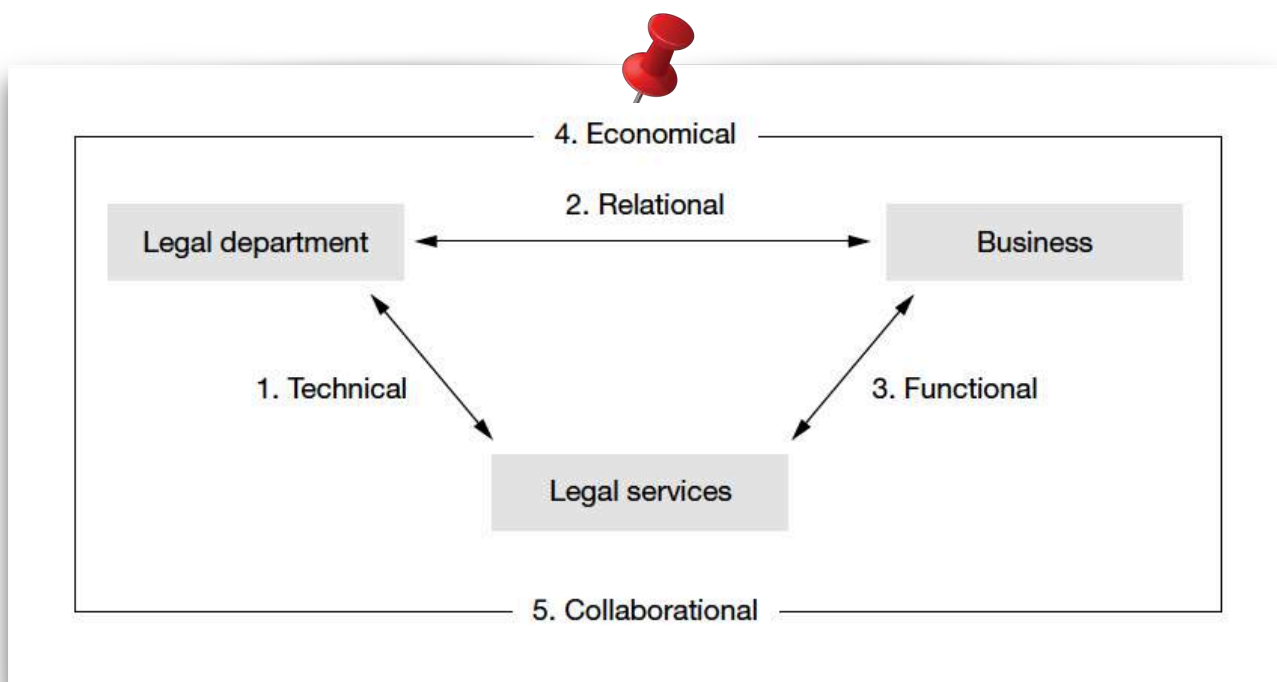 4. Economical
2. Relational
Legal department
Business
1. Technical
3. Functional
Legal services
5. Collaborational